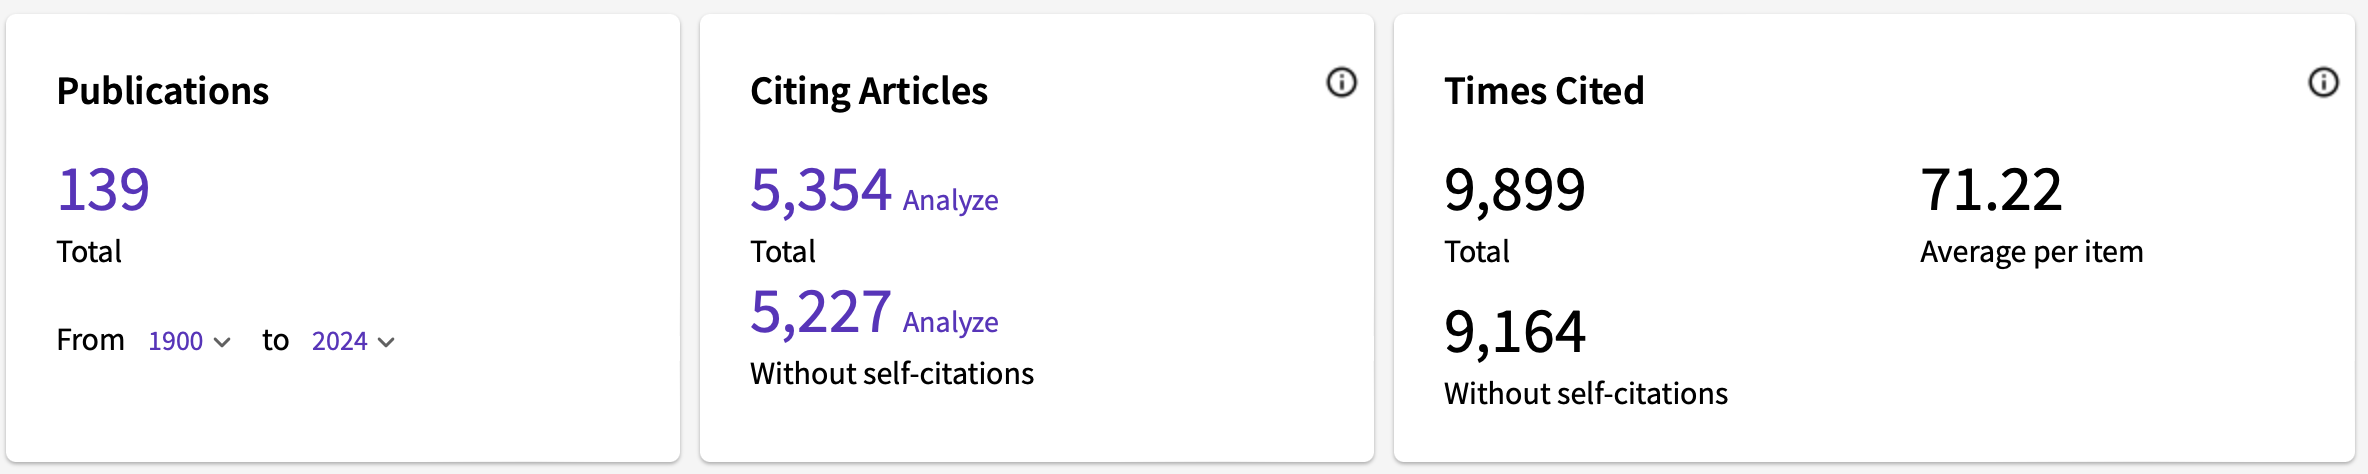 Publications
139
Total
From 1900 to 2024
Citing Articles
5,354 Analyze
Total
5,227 Analyze
Without self-citations
Times Cited
9,899
Total
71.22
Average per item
9,164
Without self-citations